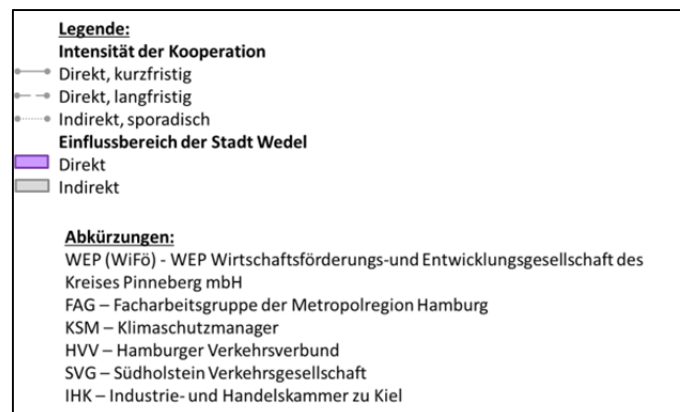 Legende:
Intensität der Kooperation
Direkt, kurzfristig
Direkt, langfristig
Indirekt, sporadisch
Einflussbereich der Stadt Wedel
Direkt
Indirekt
Abkürzungen:
WEP (WiFö) - WEP Wirtschaftsförderungs-und Entwicklungsgesellschaft des
Kreises Pinneberg mbH
FAG – Facharbeitsgruppe der Metropolregion Hamburg
KSM – Klimaschutzmanager
HVV – Hamburger Verkehrsverbund
SVG – Südholstein Verkehrsgesellschaft
IHK – Industrie- und Handelskammer zu Kiel